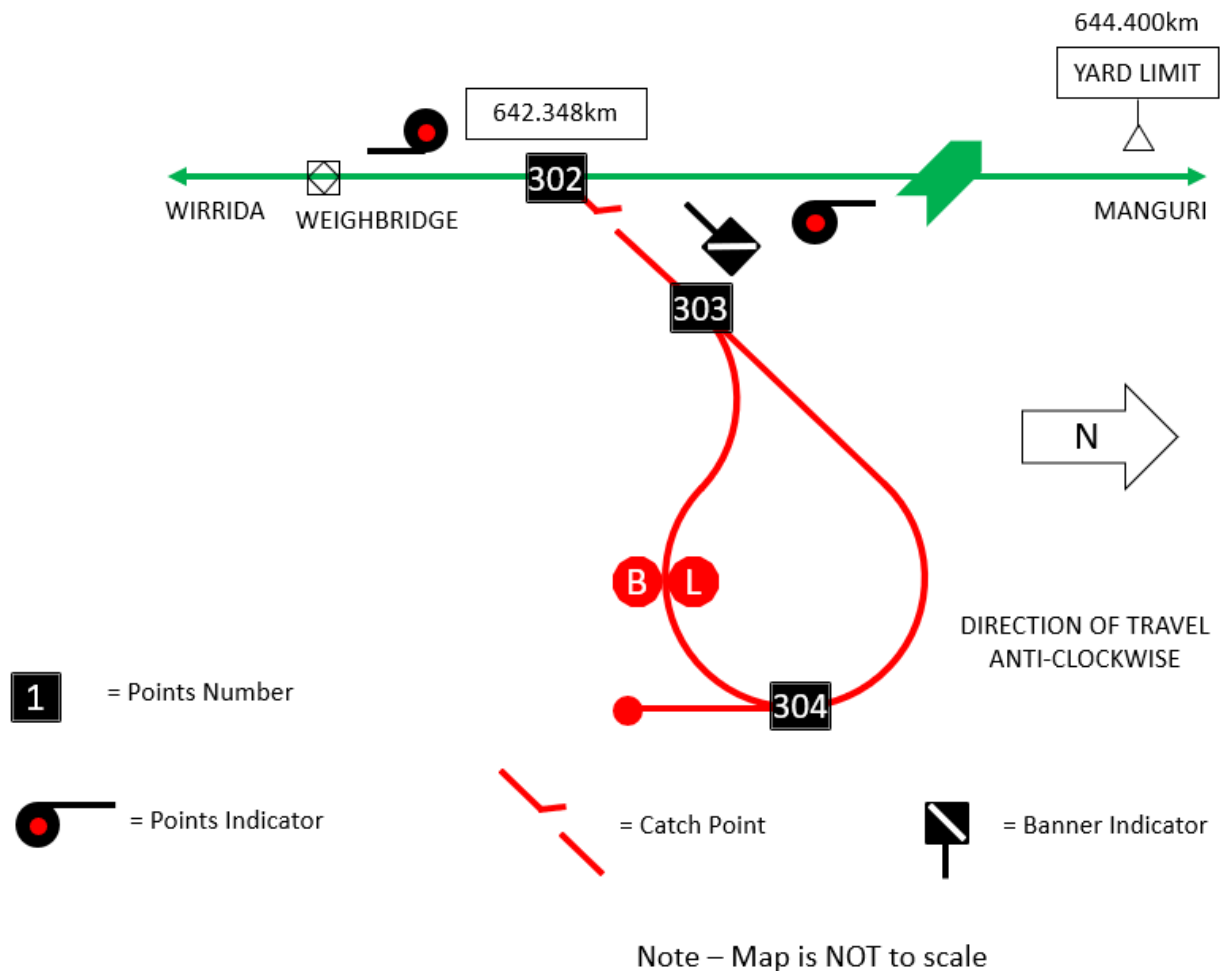 644.400km
YARD LIMIT
642.348km
302
WIRRIDA
WEIGHBRIDGE
MANGURI
303
N
B L
DIRECTION OF TRAVEL
ANTI-CLOCKWISE
304
1 = Points Number
= Points Indicator
= Catch Point
= Banner Indicator
Note – Map is NOT to scale